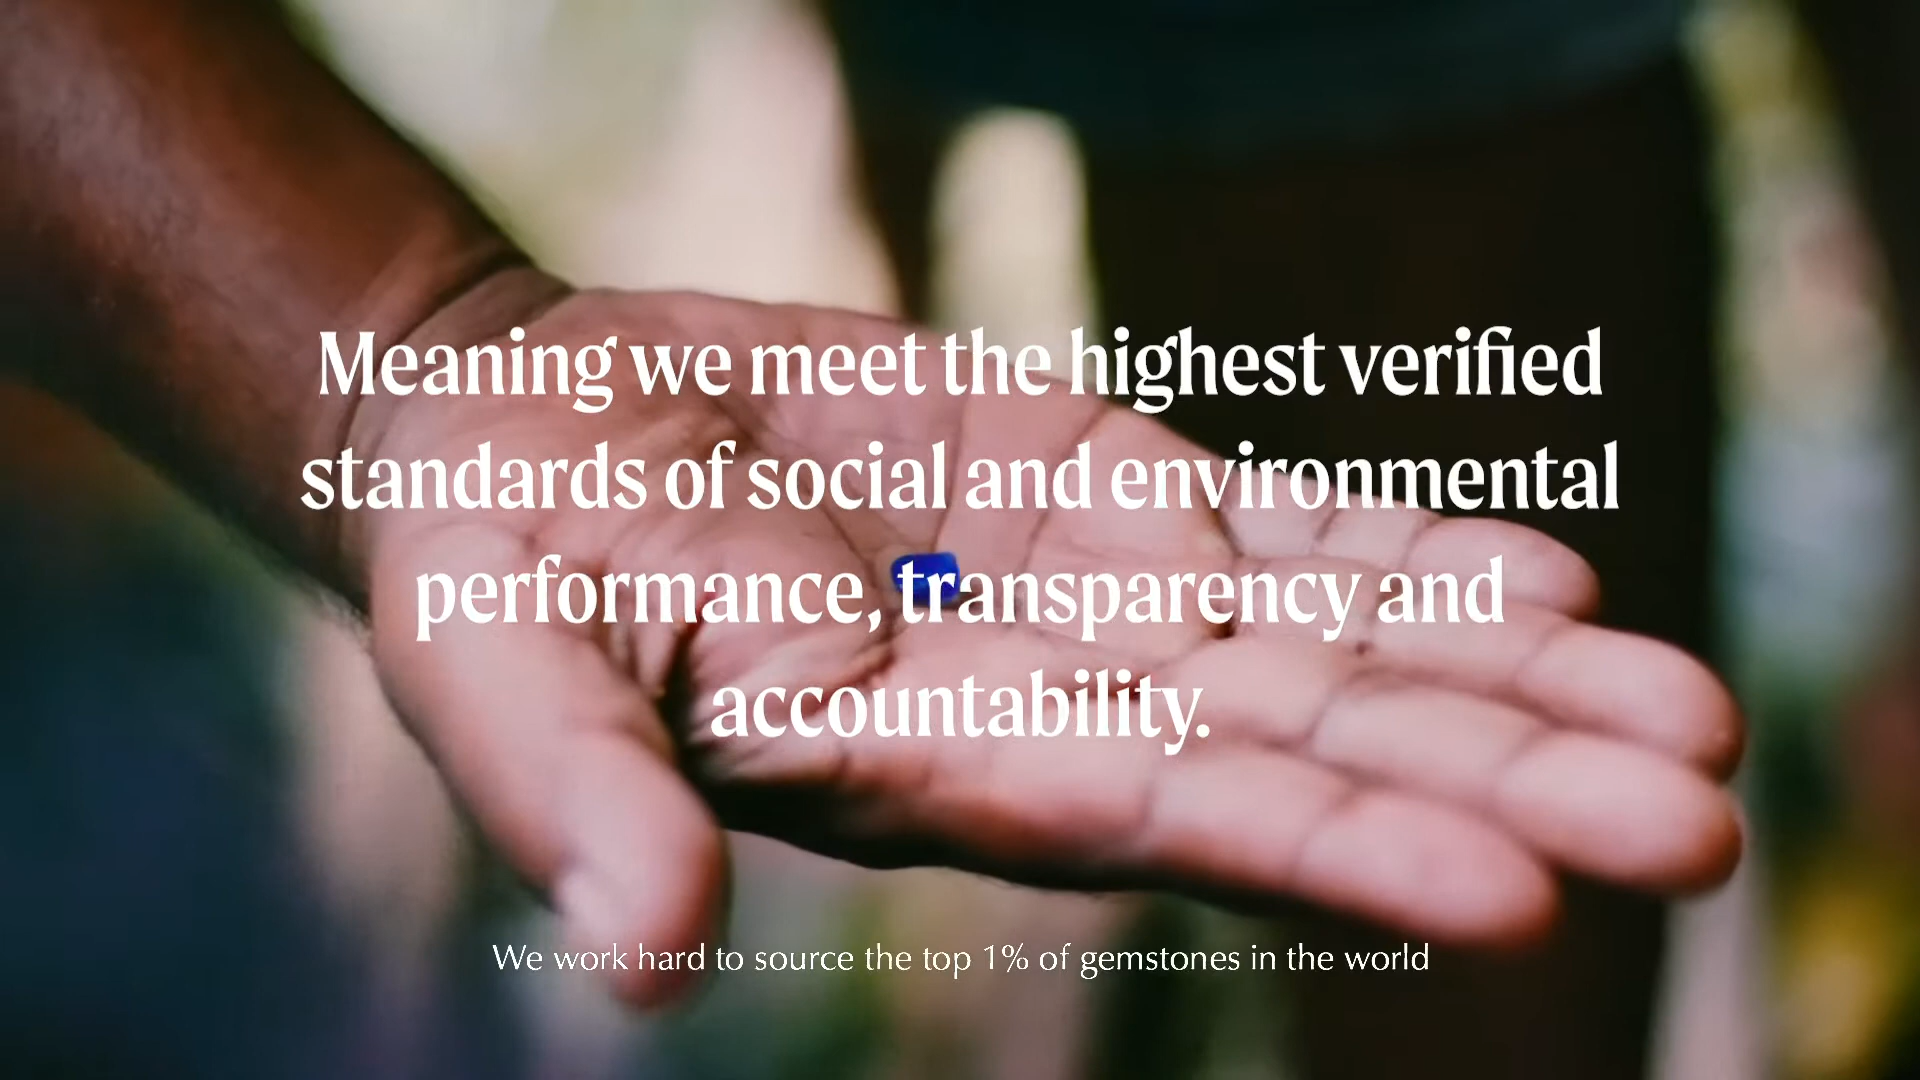 Meaning we meet the highest verified
standards of social and environmental
performance, transparency and
accountability.
We work hard to source the top 1% of gemstones in the world